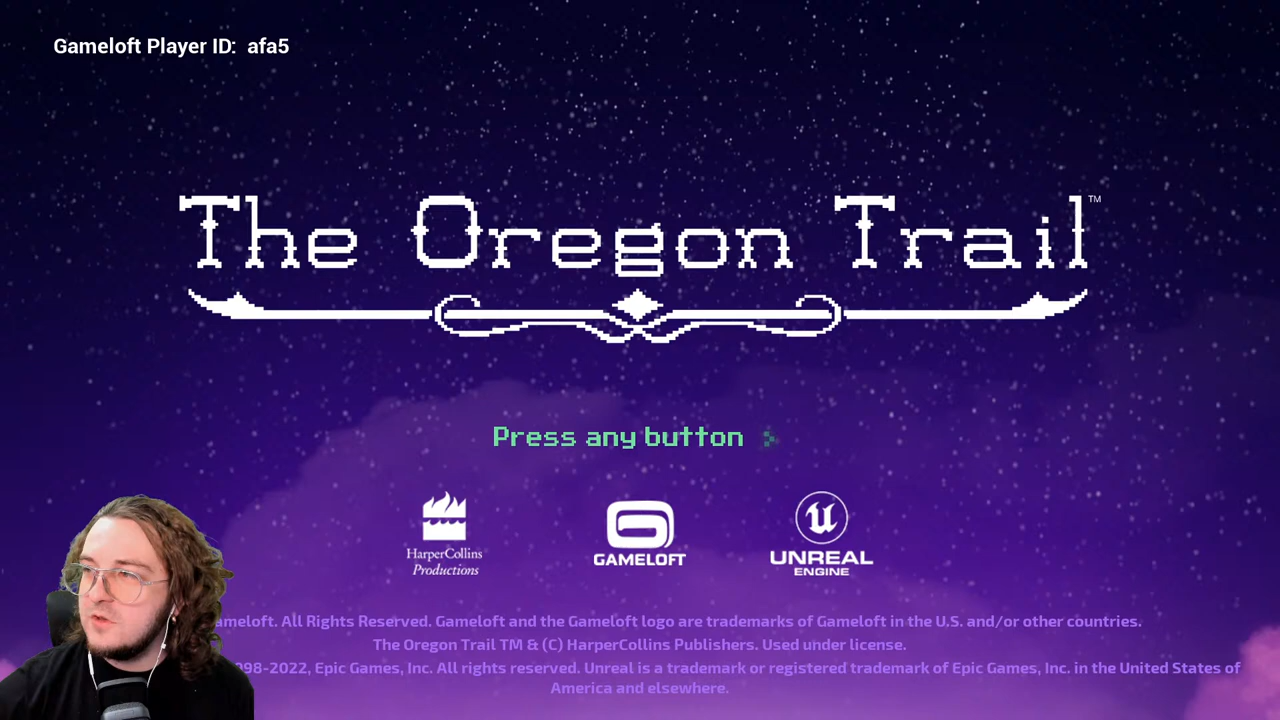 Gameloft Player ID: afa5
The Oregon Trail™
Press any button >
HarperCollins
Productions
GAMELOFT
UNREAL
ENGINE
ameloft. All Rights Reserved. Gameloft and the Gameloft logo are trademarks of Gameloft in the U.S. and/or other countries.
The Oregon Trail TM & (C) HarperCollins Publishers. Used under license.
98-2022, Epic Games, Inc. All rights reserved. Unreal is a trademark or registered trademark of Epic Games, Inc. in the United States of
America and elsewhere.